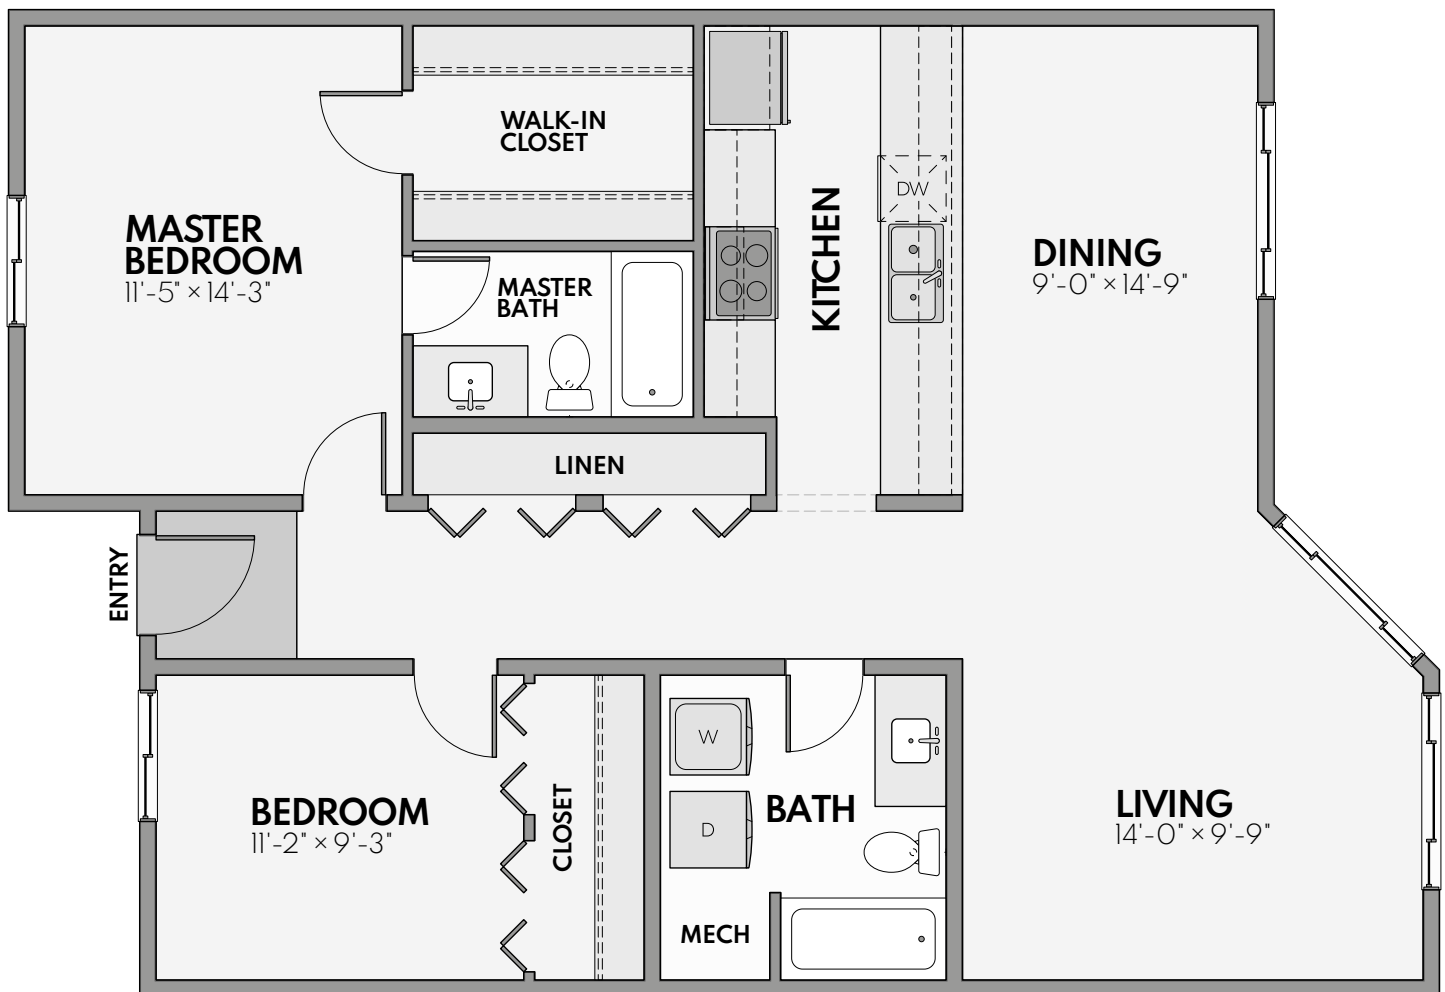 WALK-IN
CLOSET
MASTER
BEDROOM
11'-5" × 14'-3"
MASTER
BATH
KITCHEN
DW
DINING
9'-0" × 14'-9"
LINEN
ENTRY
BEDROOM
11'-2" × 9'-3"
CLOSET
W
D
BATH
MECH
LIVING
14'-0" × 9'-9"